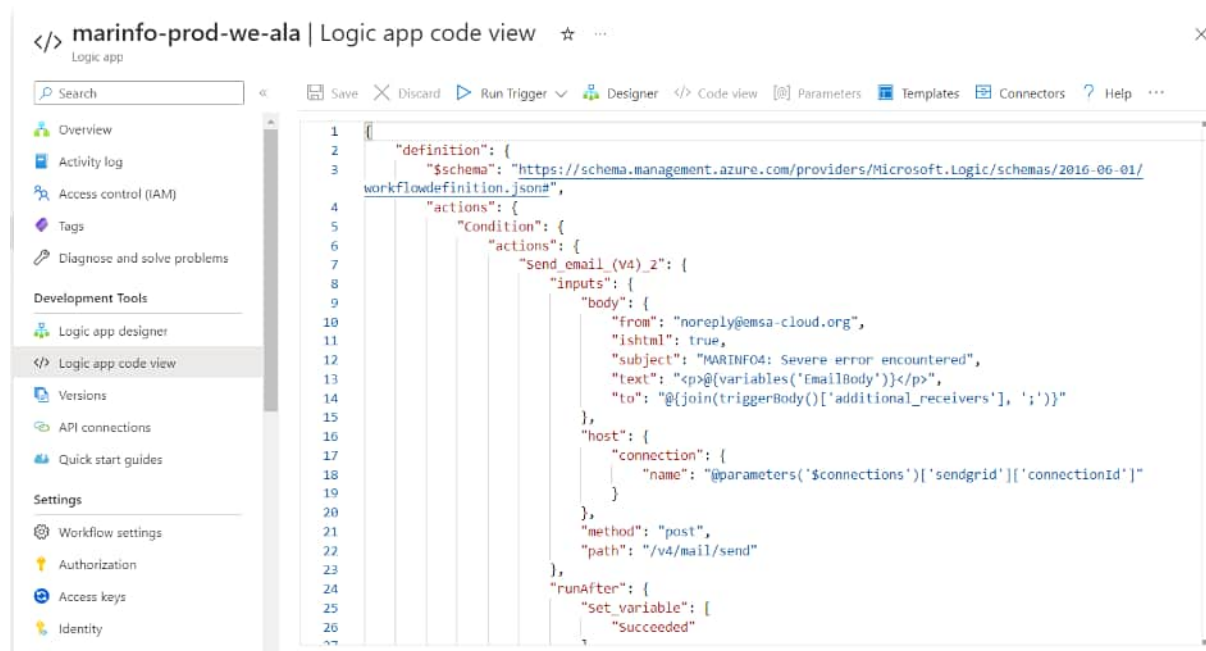 </> marinfo-prod-we-ala | Logic app code view ☆ ...
Logic app
Search «
Save Discard Run Trigger Designer </> Code view [@] Parameters Templates Connectors ? Help ...
Overview
Activity log
Access control (IAM)
Tags
Diagnose and solve problems
Development Tools
Logic app designer
</> Logic app code view
Versions
API connections
Quick start guides
Settings
Workflow settings
Authorization
Access keys
Identity
1 {
2 "definition": {
3 "$schema": "https://schema.management.azure.com/providers/Microsoft.Logic/schemas/2016-06-01/
workflowdefinition.json#",
4 "actions": {
5 "Condition": {
6 "actions": {
7 "Send_email_(V4)_2": {
8 "inputs": {
9 "body": {
10 "from": "noreply@emsa-cloud.org",
11 "ishtml": true,
12 "subject": "MARINFO4: Severe error encountered",
13 "text": "<p>@{variables('EmailBody')}</p>",
14 "to": "@{join(triggerBody()['additional_receivers'], ';')}"
15 },
16 "host": {
17 "connection": {
18 "name": "@parameters('$connections')['sendgrid']['connectionId']"
19 }
20 },
21 "method": "post",
22 "path": "/v4/mail/send"
23 },
24 "runAfter": {
25 "Set_variable": [
26 "Succeeded"
27 ]